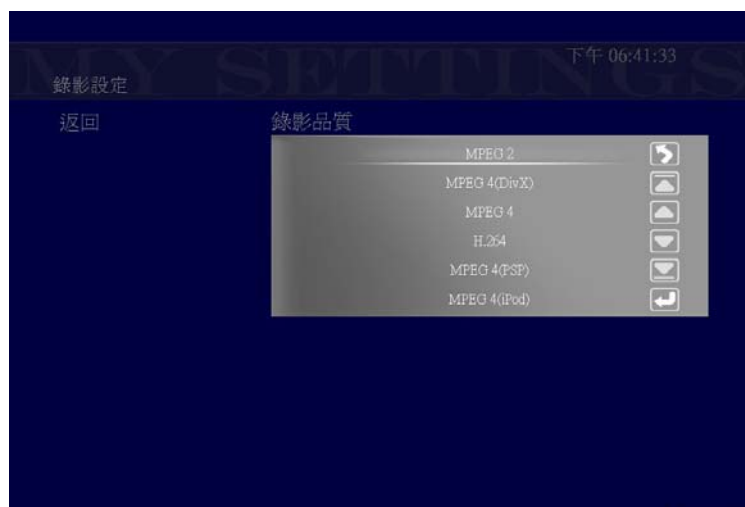 MY SETTINGS
下午 06:41:33
錄影設定
返回
錄影品質
MPEG 2
MPEG 4(DivX)
MPEG 4
H.264
MPEG 4(PSP)
MPEG 4(iPod)